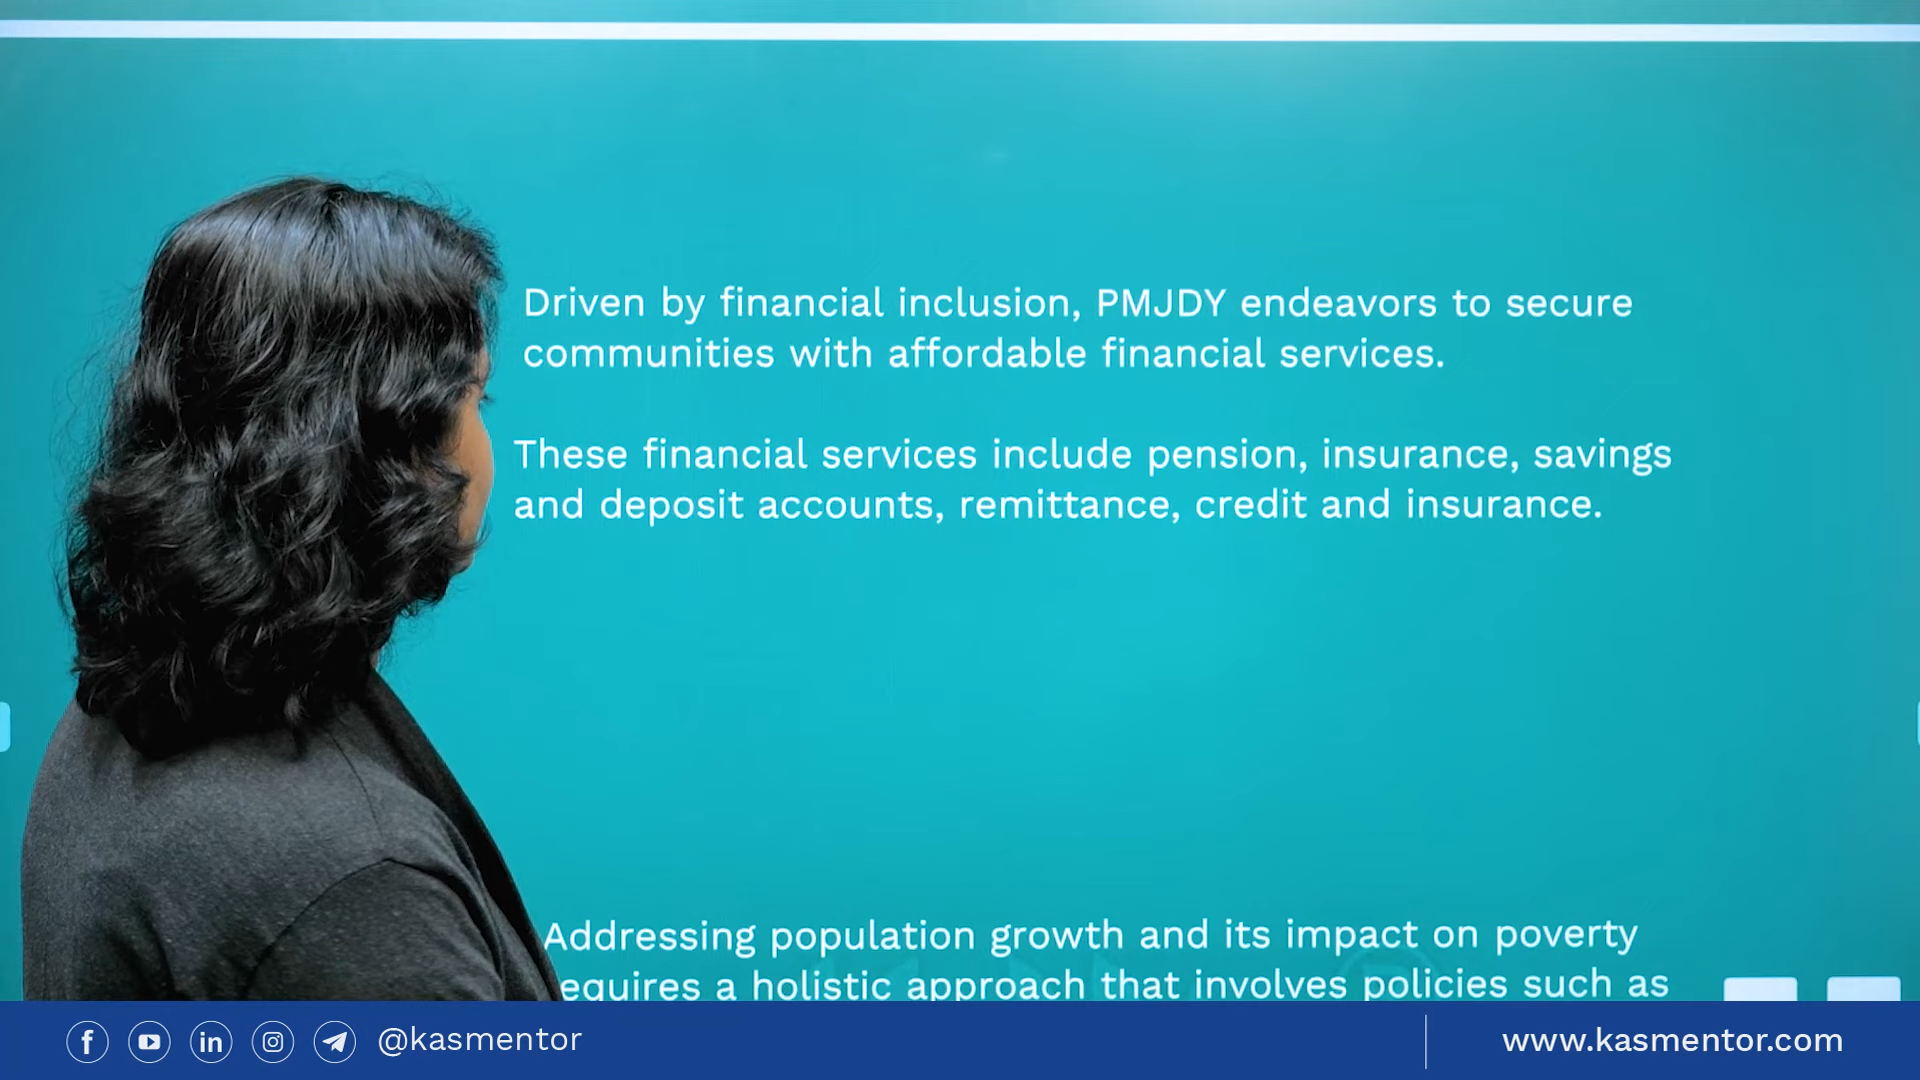 Driven by financial inclusion, PMJDY endeavors to secure
communities with affordable financial services.
These financial services include pension, insurance, savings
and deposit accounts, remittance, credit and insurance.
Addressing population growth and its impact on poverty
requires a holistic approach that involves policies such as
@kasmentor
www.kasmentor.com